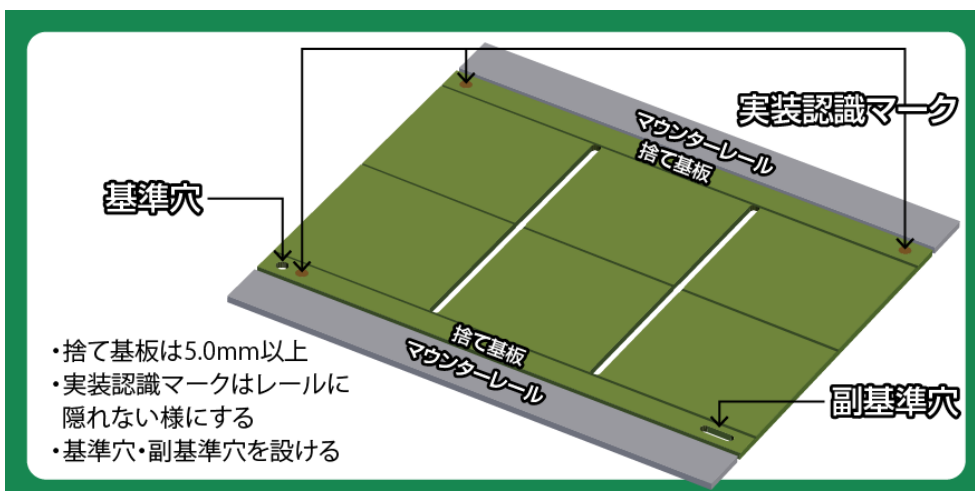 実装認識マーク
マウンターレール
捨て基板
基準穴
捨て基板
マウンターレール
副基準穴
・捨て基板は5.0mm以上
・実装認識マークはレールに
隠れない様にする
・基準穴・副基準穴を設ける